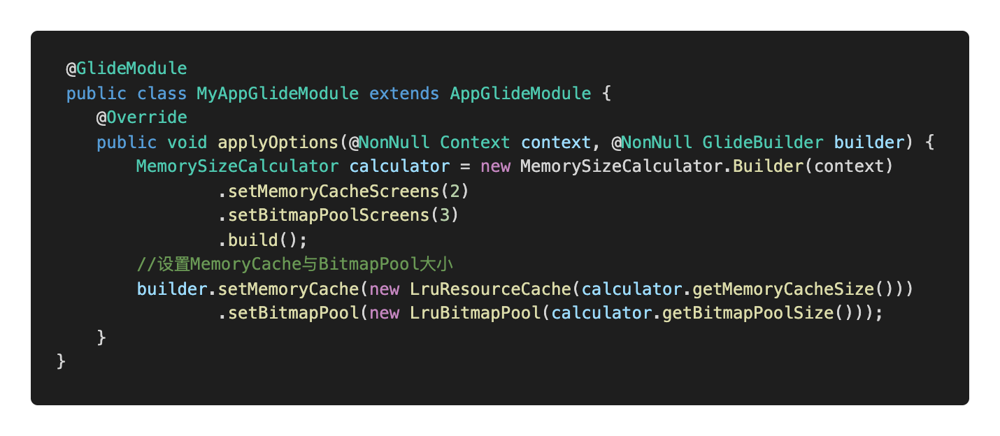 @GlideModule
public class MyAppGlideModule extends AppGlideModule {
@Override
public void applyOptions(@NonNull Context context, @NonNull GlideBuilder builder) {
MemorySizeCalculator calculator = new MemorySizeCalculator.Builder(context)
.setMemoryCacheScreens(2)
.setBitmapPoolScreens(3)
.build();
//设置MemoryCache与BitmapPool大小
builder.setMemoryCache(new LruResourceCache(calculator.getMemoryCacheSize()))
.setBitmapPool(new LruBitmapPool(calculator.getBitmapPoolSize()));
}
}